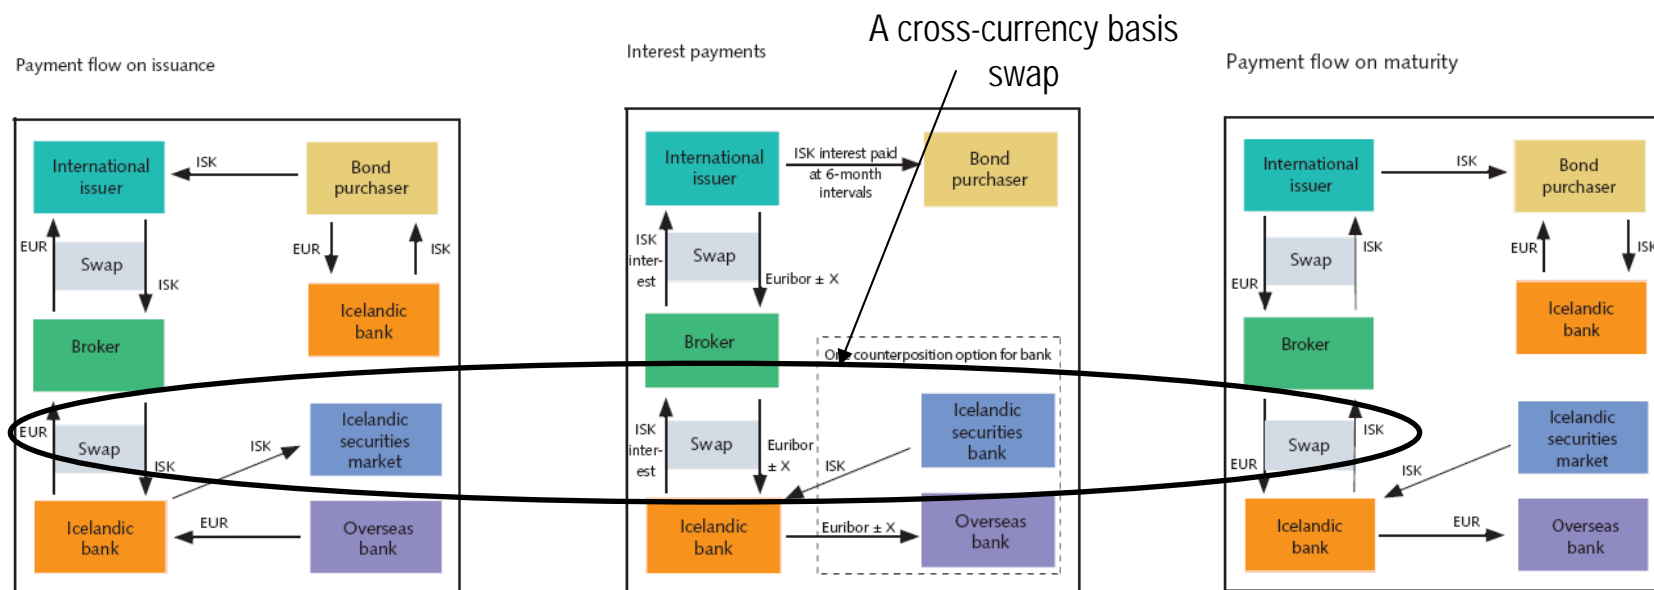 A cross-currency basis
swap
Payment flow on issuance
International
issuer
ISK
Bond
purchaser
EUR
Swap
ISK
EUR
ISK
Icelandic
bank
Broker
EUR
Swap
ISK
ISK
Icelandic
securities
market
Icelandic
bank
EUR
Overseas
bank
Interest payments
International
issuer
ISK interest paid
at 6-month
intervals
Bond
purchaser
ISK
inter-
est
Swap
Euribor ± X
Broker
One counterposition option for bank
ISK
inter-
est
Swap
Euribor
± X
ISK
Icelandic
securities
bank
Icelandic
bank
Euribor ± X
Overseas
bank
Payment flow on maturity
International
issuer
ISK
Bond
purchaser
EUR
Swap
ISK
EUR
ISK
Icelandic
bank
Broker
EUR
Swap
ISK
ISK
Icelandic
securities
market
Icelandic
bank
EUR
Overseas
bank